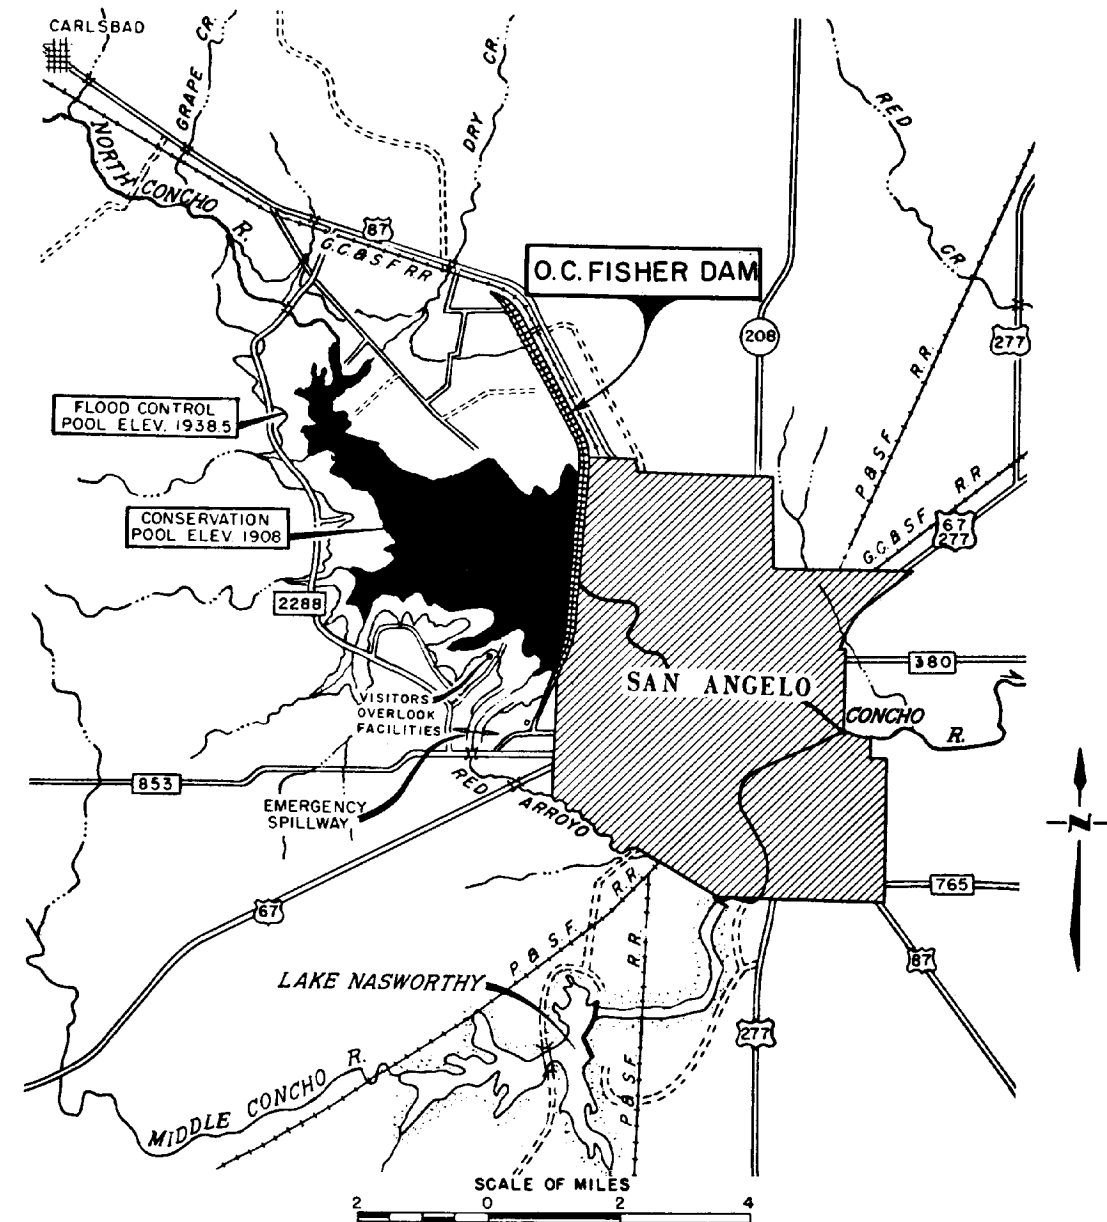 CARLSBAD
GRAPE CR.
DRY CR.
RED CR.
NORTH CONCHO R.
87
G.C. & S F RR
O.C. FISHER DAM
208
277
P & S F R.R.
FLOOD CONTROL
POOL ELEV. 1938.5
G.C. & S F R.R
67
277
CONSERVATION
POOL ELEV 1908
2288
380
SAN ANGELO
VISITORS
OVERLOOK
FACILITIES
CONCHO R.
853
RED ARROYO
EMERGENCY
SPILLWAY
N
765
67
P & S F R.R.
87
LAKE NASWORTHY
277
P & S F R.R.
MIDDLE CONCHO R.
SCALE OF MILES
2 0 2 4